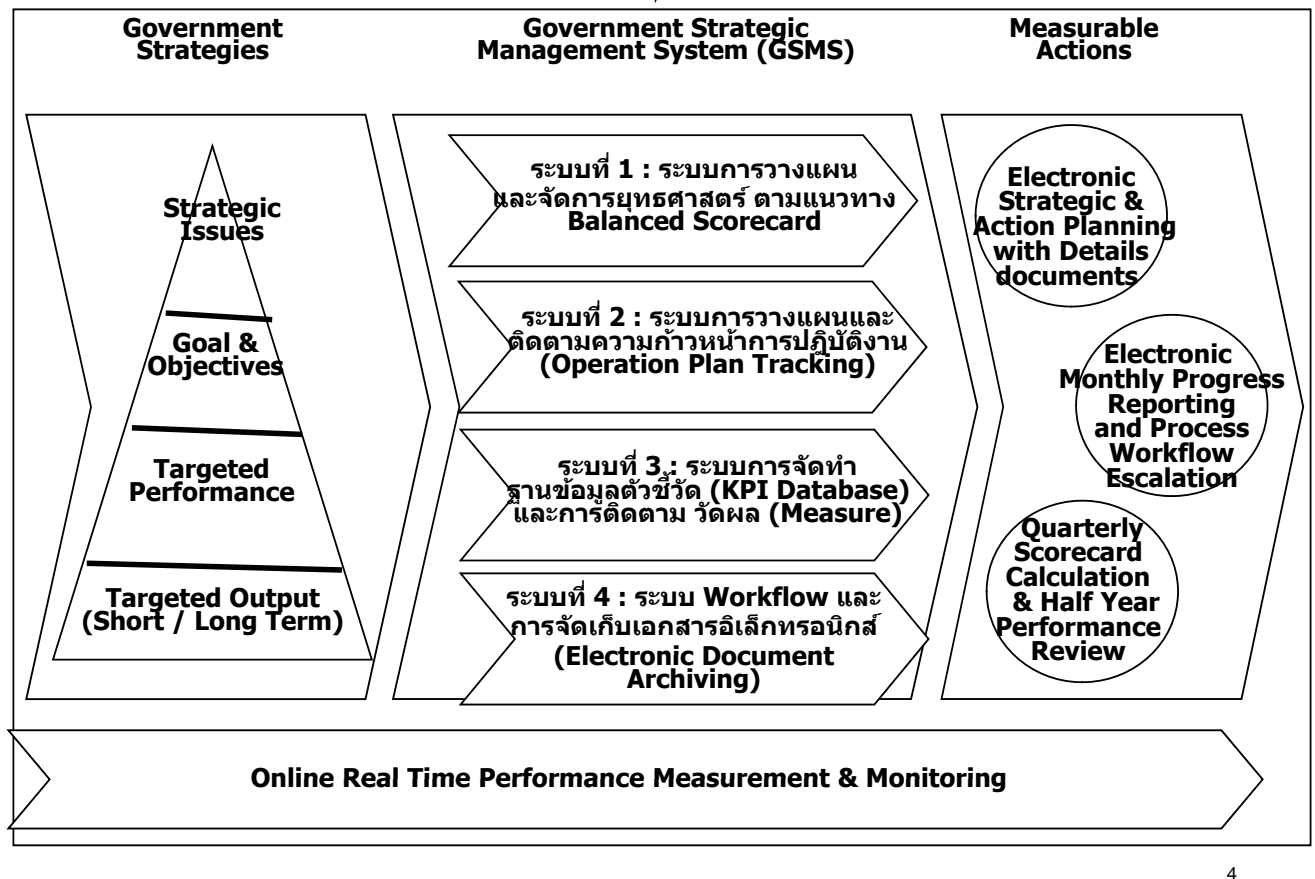 Government
Strategies
Government Strategic
Management System (GSMS)
Measurable
Actions
Strategic
Issues
Goal &
Objectives
Targeted
Performance
Targeted Output
(Short / Long Term)
ระบบที่ 1 : ระบบการวางแผน
และจัดการยุทธศาสตร์ ตามแนวทาง
Balanced Scorecard
ระบบที่ 2 : ระบบการวางแผนและ
ติดตามความก้าวหน้าการปฏิบัติงาน
(Operation Plan Tracking)
ระบบที่ 3 : ระบบการจัดทำ
ฐานข้อมูลตัวชี้วัด (KPI Database)
และการติดตาม วัดผล (Measure)
ระบบที่ 4 : ระบบ Workflow และ
การจัดเก็บเอกสารอิเล็กทรอนิกส์
(Electronic Document
Archiving)
Electronic
Strategic &
Action Planning
with Details
documents
Electronic
Monthly Progress
Reporting
and Process
Workflow
Escalation
Quarterly
Scorecard
Calculation
& Half Year
Performance
Review
Online Real Time Performance Measurement & Monitoring
4